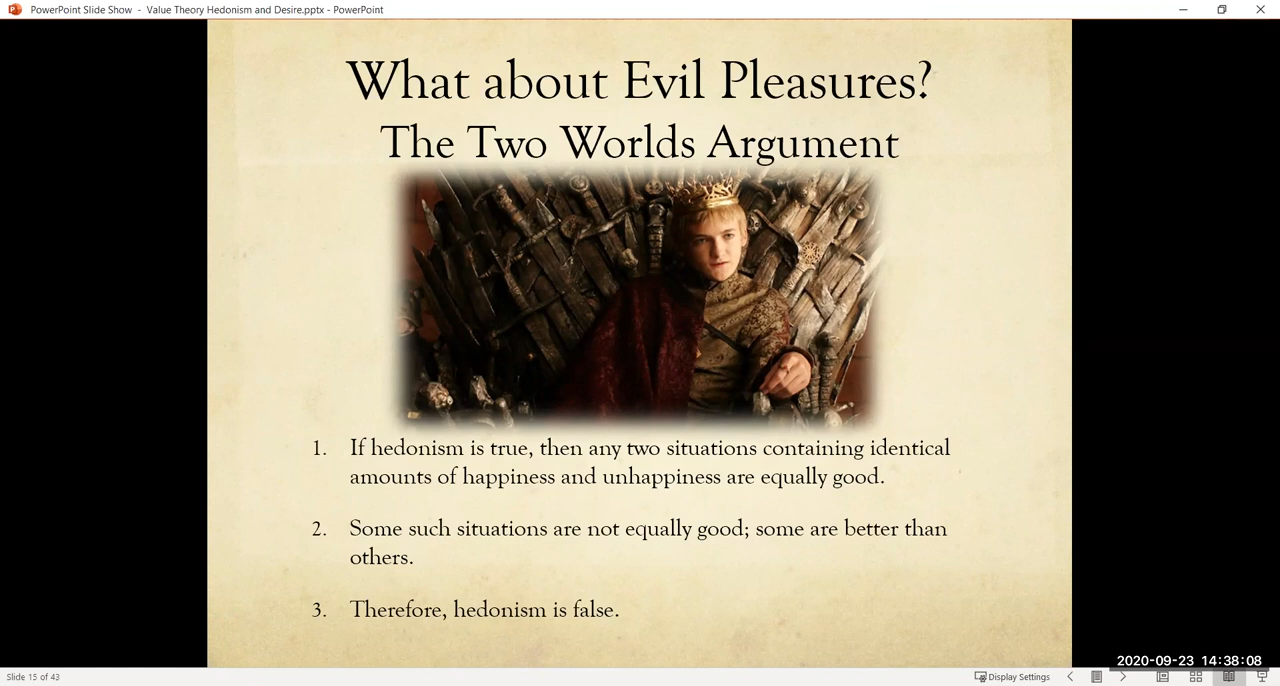 PowerPoint Slide Show - Value Theory Hedonism and Desire.pptx - PowerPoint
What about Evil Pleasures?
The Two Worlds Argument
1. If hedonism is true, then any two situations containing identical
amounts of happiness and unhappiness are equally good.
2. Some such situations are not equally good; some are better than
others.
3. Therefore, hedonism is false.
2020-09-23 14:38:08
Slide 15 of 43
Display Settings